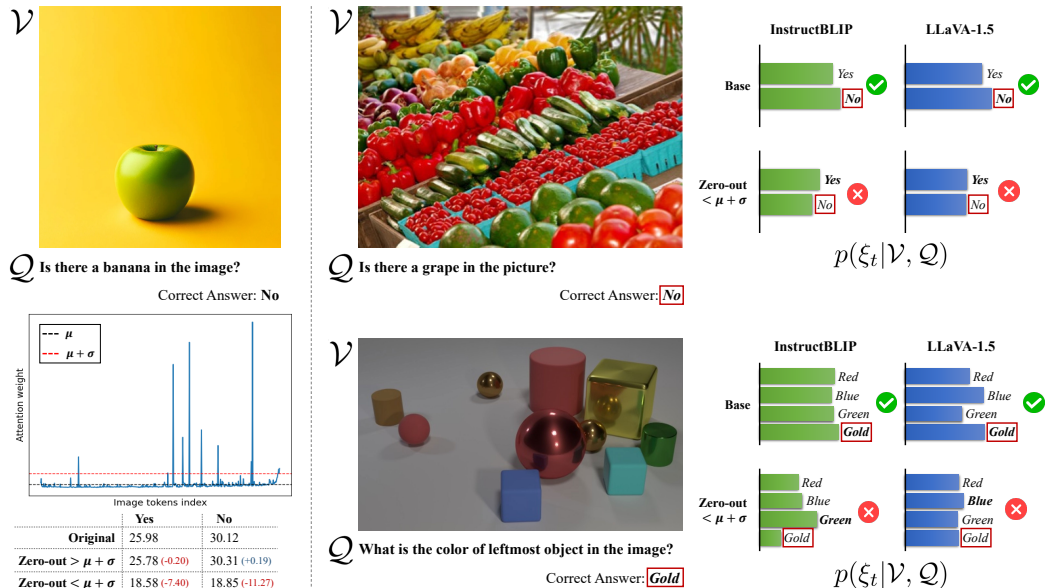 𝒱
𝒬 Is there a banana in the image?
Correct Answer: No
μ
μ + σ
Attention weight
Image tokens index
Yes No
Original 25.98 30.12
Zero-out > μ + σ 25.78 (-0.20) 30.31 (+0.19)
Zero-out < μ + σ 18.58 (-7.40) 18.85 (-11.27)
𝒱
𝒬 Is there a grape in the picture?
Correct Answer: No
InstructBLIP LLaVA-1.5
Base
Yes Yes
No No
Zero-out
< μ + σ
Yes Yes
No No
p(ξₜ|𝒱, 𝒬)
𝒱
𝒬 What is the color of leftmost object in the image?
Correct Answer: Gold
InstructBLIP LLaVA-1.5
Base
Red Red
Blue Blue
Green Green
Gold Gold
Zero-out
< μ + σ
Red Red
Blue Blue
Green Green
Gold Gold
p(ξₜ|𝒱, 𝒬)